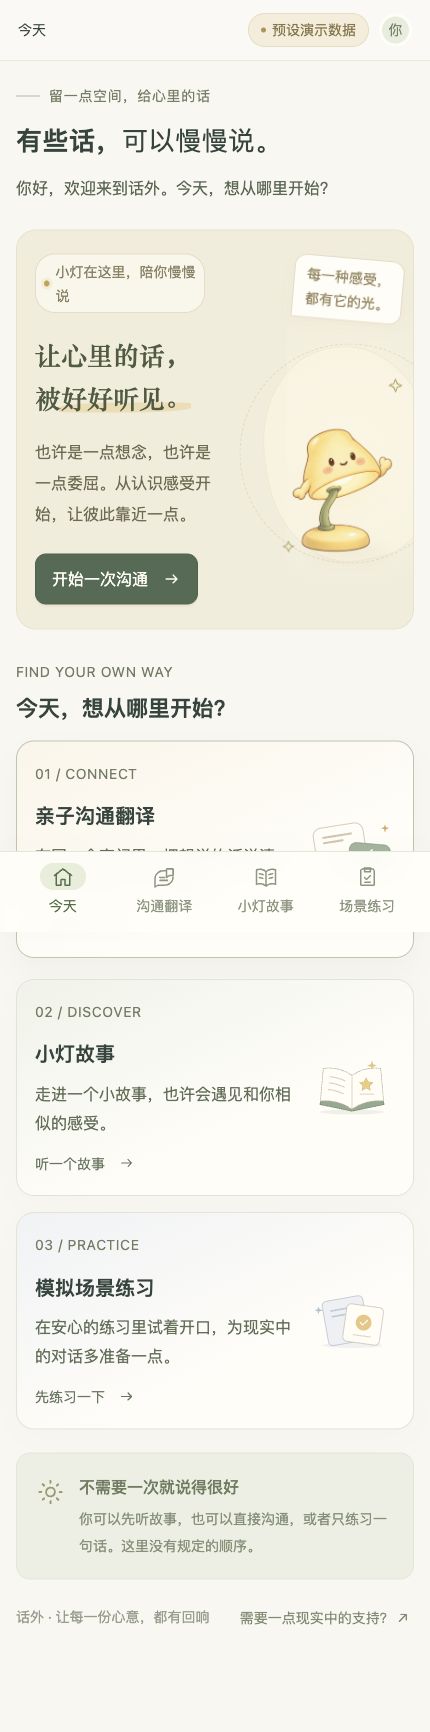 今天
预设演示数据
你
留一点空间，给心里的话
有些话，可以慢慢说。
你好，欢迎来到话外。今天，想从哪里开始？
小灯在这里，陪你慢慢
说
每一种感受，
都有它的光。
让心里的话，
被好好听见。
也许是一点想念，也许是
一点委屈。从认识感受开
始，让彼此靠近一点。
开始一次沟通 →
FIND YOUR OWN WAY
今天，想从哪里开始？
01 / CONNECT
亲子沟通翻译
今天
沟通翻译
小灯故事
场景练习
02 / DISCOVER
小灯故事
走进一个小故事，也许会遇见和你相
似的感受。
听一个故事 →
03 / PRACTICE
模拟场景练习
在安心的练习里试着开口，为现实中
的对话多准备一点。
先练习一下 →
不需要一次就说得很好
你可以先听故事，也可以直接沟通，或者只练习一
句话。这里没有规定的顺序。
话外 · 让每一份心意，都有回响
需要一点现实中的支持？ ↗